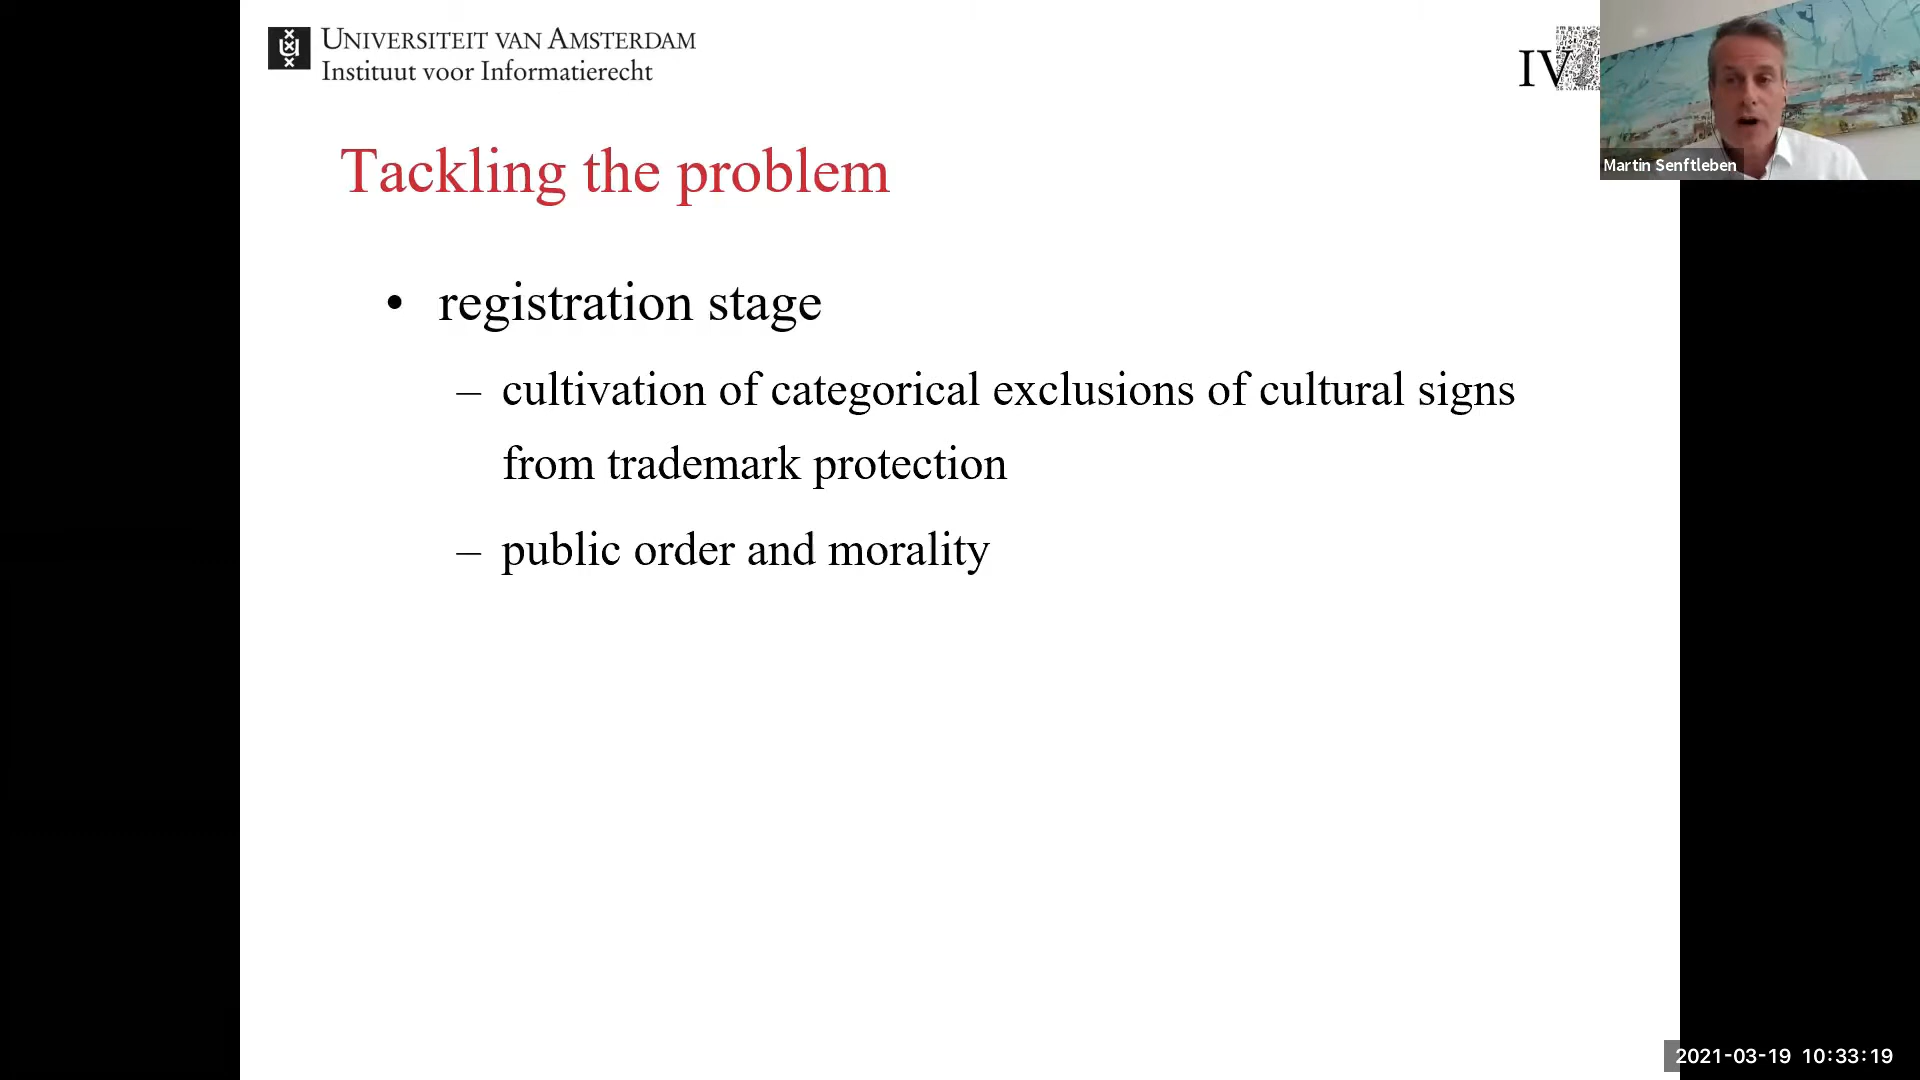 UNIVERSITEIT VAN AMSTERDAM
Instituut voor Informatierecht
Martin Senftleben
Tackling the problem
• registration stage
– cultivation of categorical exclusions of cultural signs
from trademark protection
– public order and morality
2021-03-19 10:33:19